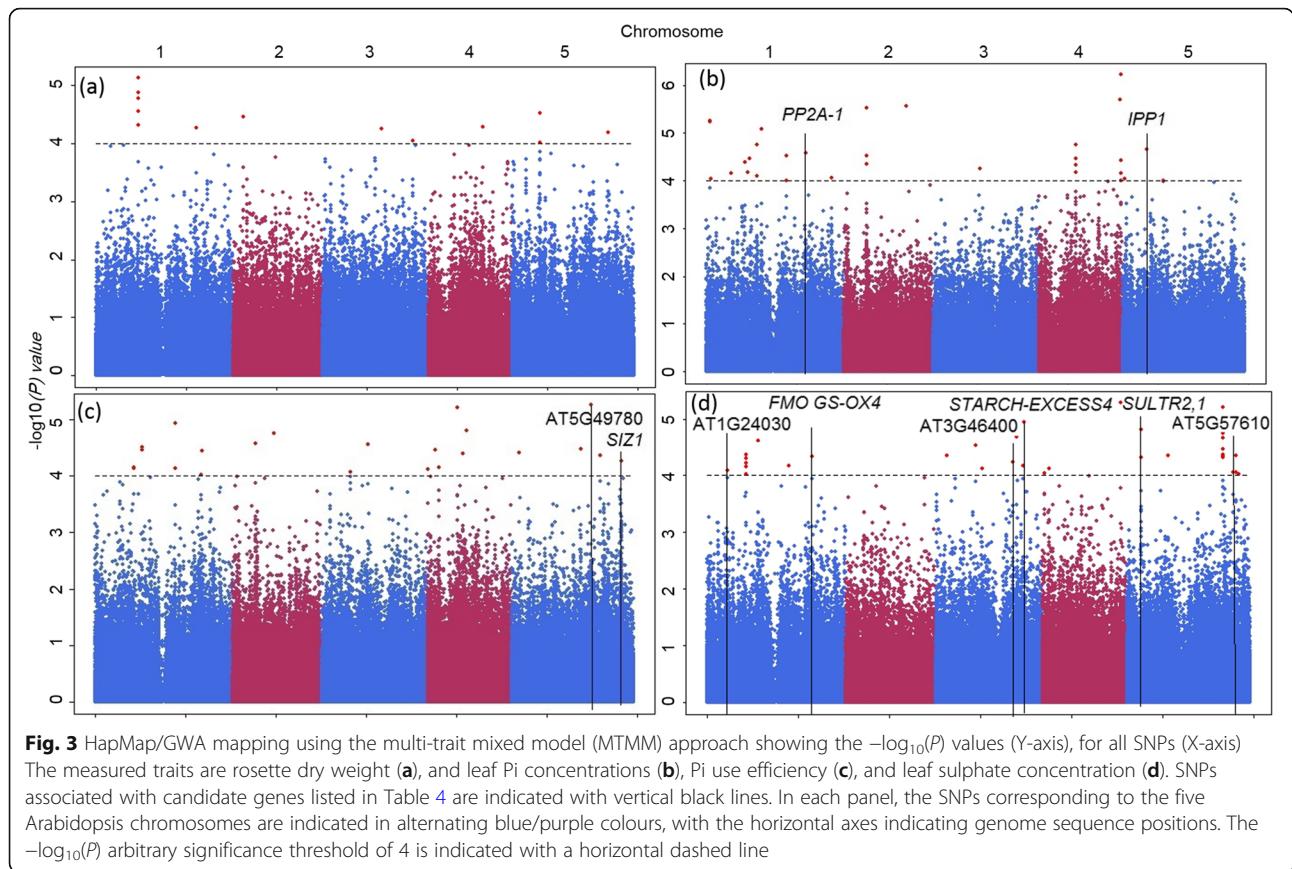 Chromosome
1 2 3 4 5 1 2 3 4 5
(a) (b)
5 4 3 2 1 0
6 5 4 3 2 1 0
PP2A-1 IPP1
-log10(P) value
(c) (d)
5 4 3 2 1 0
5 4 3 2 1 0
AT5G49780
SIZ1
FMO GS-OX4 STARCH-EXCESS4 SULTR2,1
AT1G24030 AT3G46400 AT5G57610
Fig. 3 HapMap/GWA mapping using the multi-trait mixed model (MTMM) approach showing the −log10(P) values (Y-axis), for all SNPs (X-axis)
The measured traits are rosette dry weight (a), and leaf Pi concentrations (b), Pi use efficiency (c), and leaf sulphate concentration (d). SNPs
associated with candidate genes listed in Table 4 are indicated with vertical black lines. In each panel, the SNPs corresponding to the five
Arabidopsis chromosomes are indicated in alternating blue/purple colours, with the horizontal axes indicating genome sequence positions. The
−log10(P) arbitrary significance threshold of 4 is indicated with a horizontal dashed line